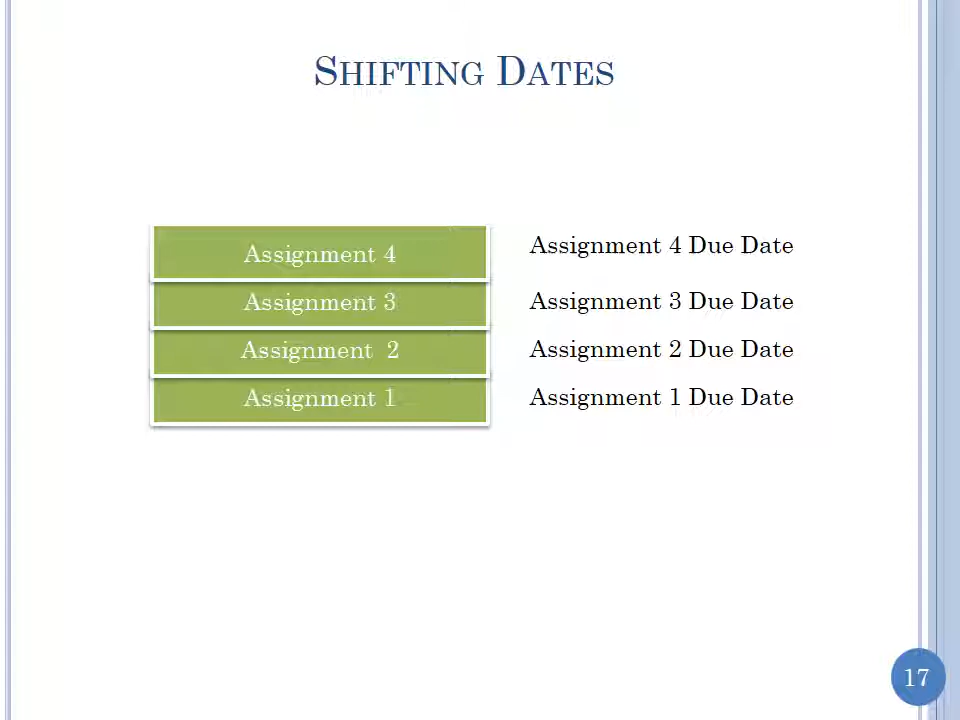 SHIFTING DATES
Assignment 4 Assignment 4 Due Date
Assignment 3 Assignment 3 Due Date
Assignment  2 Assignment 2 Due Date
Assignment 1 Assignment 1 Due Date
17